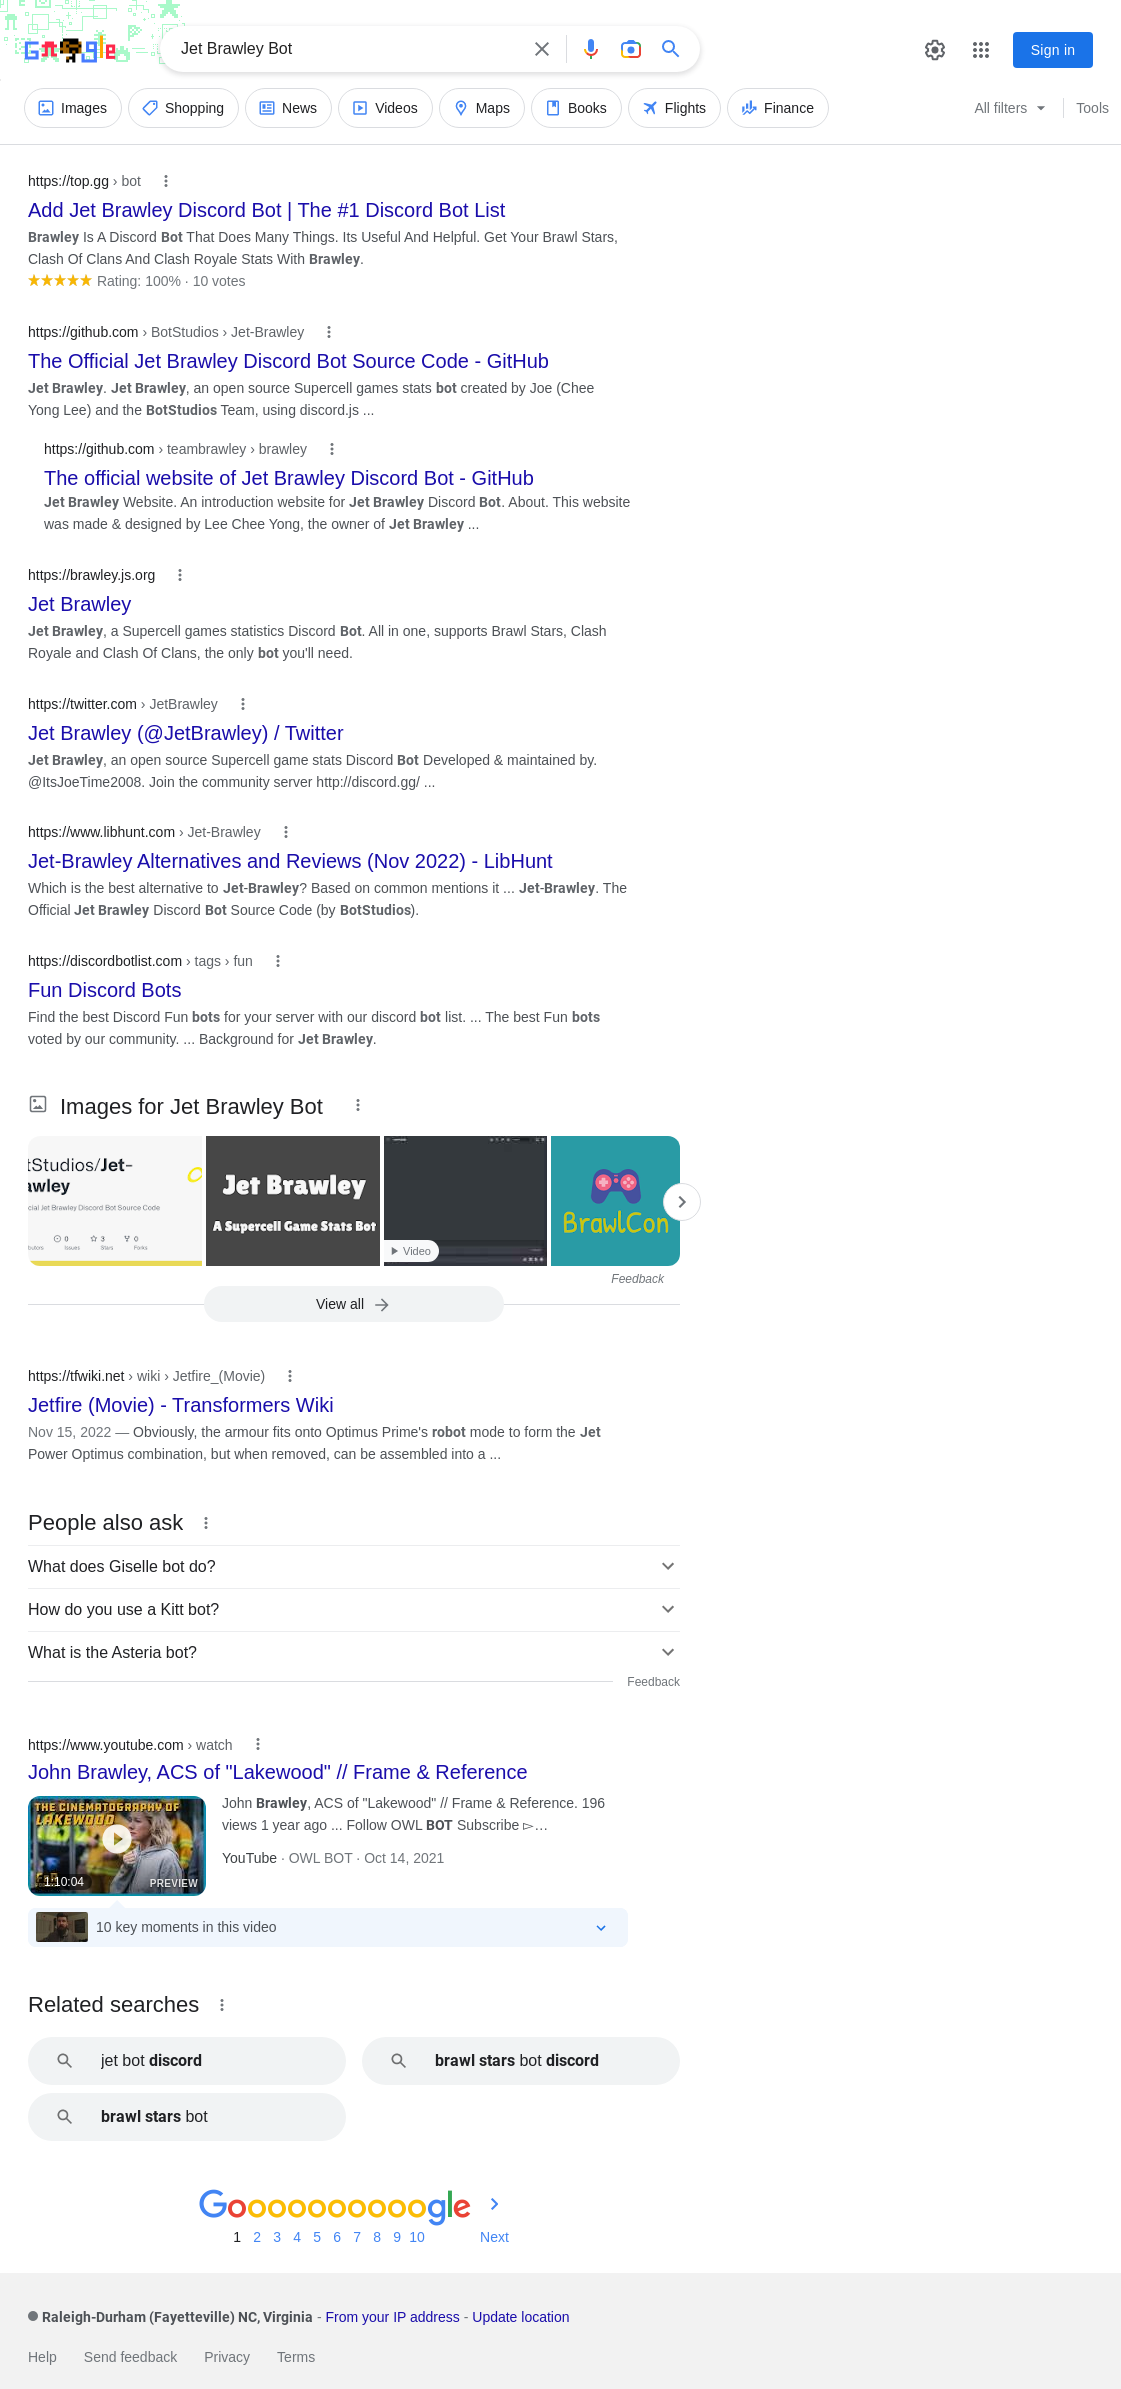 Google
Jet Brawley Bot
Sign in
Images
Shopping
News
Videos
Maps
Books
Flights
Finance
All filters
Tools
https://top.gg › bot
Add Jet Brawley Discord Bot | The #1 Discord Bot List
Brawley Is A Discord Bot That Does Many Things. Its Useful And Helpful. Get Your Brawl Stars,
Clash Of Clans And Clash Royale Stats With Brawley.
Rating: 100% · 10 votes
https://github.com › BotStudios › Jet-Brawley
The Official Jet Brawley Discord Bot Source Code - GitHub
Jet Brawley. Jet Brawley, an open source Supercell games stats bot created by Joe (Chee
Yong Lee) and the BotStudios Team, using discord.js ...
https://github.com › teambrawley › brawley
The official website of Jet Brawley Discord Bot - GitHub
Jet Brawley Website. An introduction website for Jet Brawley Discord Bot. About. This website
was made & designed by Lee Chee Yong, the owner of Jet Brawley ...
https://brawley.js.org
Jet Brawley
Jet Brawley, a Supercell games statistics Discord Bot. All in one, supports Brawl Stars, Clash
Royale and Clash Of Clans, the only bot you'll need.
https://twitter.com › JetBrawley
Jet Brawley (@JetBrawley) / Twitter
Jet Brawley, an open source Supercell game stats Discord Bot Developed & maintained by.
@ItsJoeTime2008. Join the community server http://discord.gg/ ...
https://www.libhunt.com › Jet-Brawley
Jet-Brawley Alternatives and Reviews (Nov 2022) - LibHunt
Which is the best alternative to Jet-Brawley? Based on common mentions it ... Jet-Brawley. The
Official Jet Brawley Discord Bot Source Code (by BotStudios).
https://discordbotlist.com › tags › fun
Fun Discord Bots
Find the best Discord Fun bots for your server with our discord bot list. ... The best Fun bots
voted by our community. ... Background for Jet Brawley.
Images for Jet Brawley Bot
tStudios/Jet-
awley
cial Jet Brawley Discord Bot Source Code
0
3
0
butors
Issues
Stars
Forks
Jet Brawley
A Supercell Game Stats Bot
Video
BrawlCon
Feedback
View all
https://tfwiki.net › wiki › Jetfire_(Movie)
Jetfire (Movie) - Transformers Wiki
Nov 15, 2022 — Obviously, the armour fits onto Optimus Prime's robot mode to form the Jet
Power Optimus combination, but when removed, can be assembled into a ...
People also ask
What does Giselle bot do?
How do you use a Kitt bot?
What is the Asteria bot?
Feedback
https://www.youtube.com › watch
John Brawley, ACS of "Lakewood" // Frame & Reference
THE CINEMATOGRAPHY OF
LAKEWOOD
1:10:04
PREVIEW
John Brawley, ACS of "Lakewood" // Frame & Reference. 196
views 1 year ago ... Follow OWL BOT Subscribe ▻…
YouTube · OWL BOT · Oct 14, 2021
10 key moments in this video
Related searches
jet bot discord
brawl stars bot discord
brawl stars bot
Goooooooooogle
1 2 3 4 5 6 7 8 9 10 Next
Raleigh-Durham (Fayetteville) NC, Virginia - From your IP address - Update location
Help Send feedback Privacy Terms